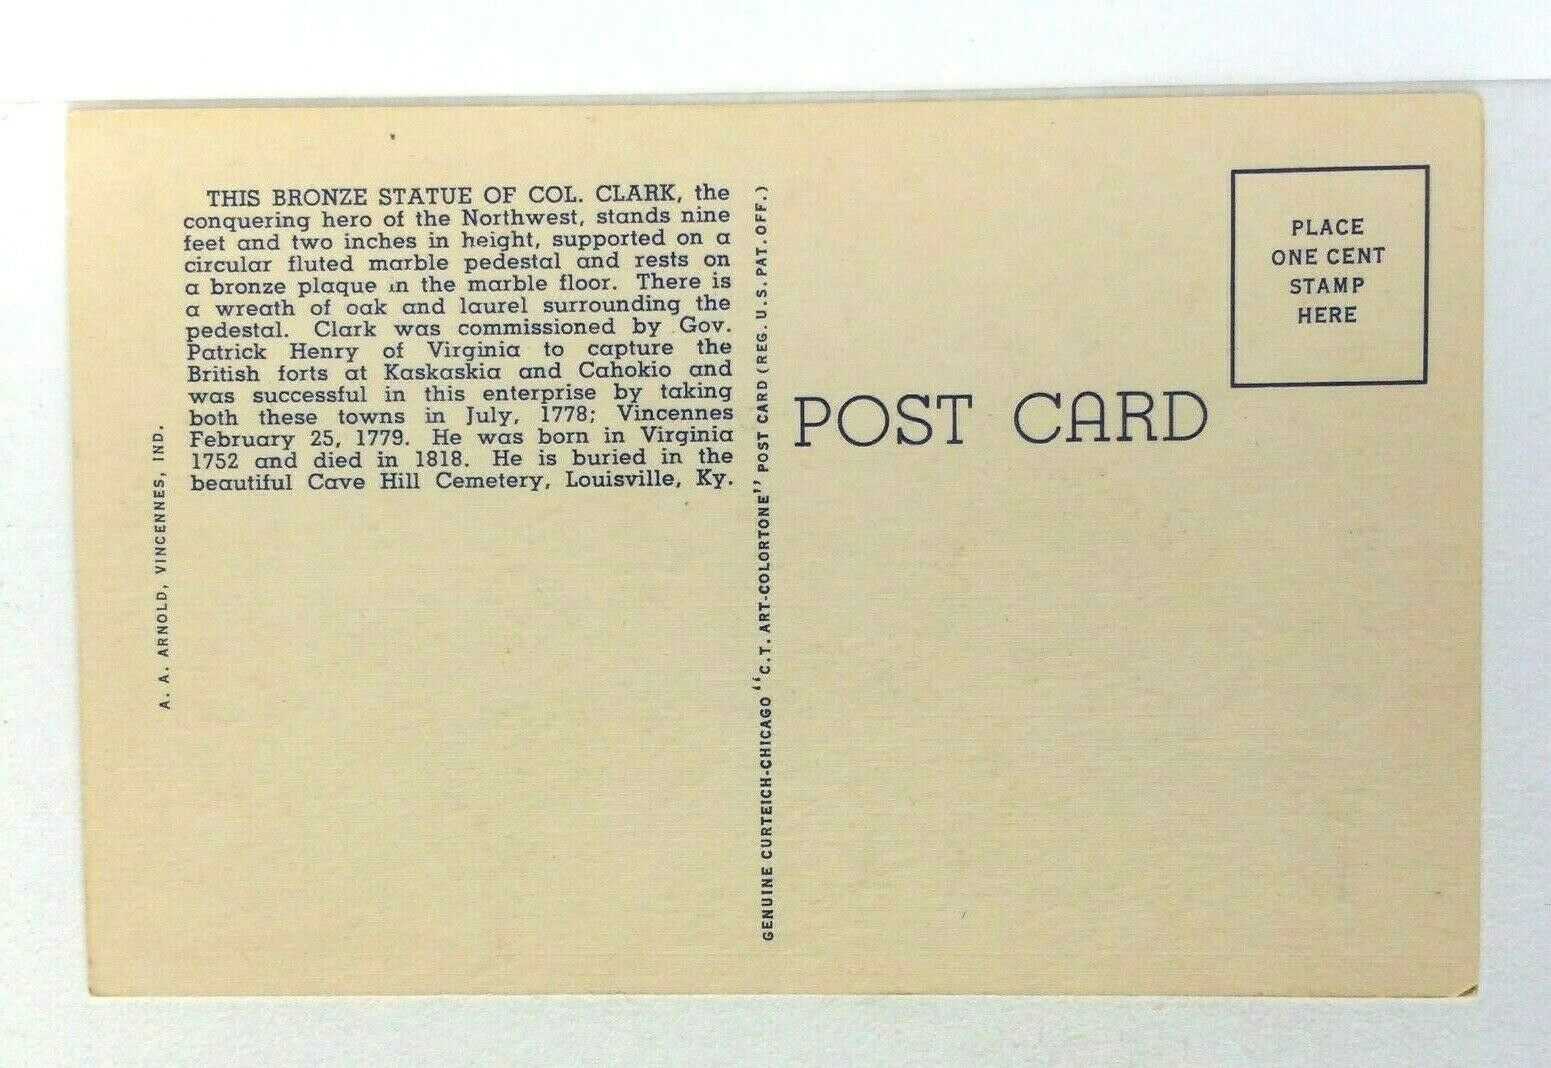 THIS BRONZE STATUE OF COL. CLARK, the
conquering hero of the Northwest, stands nine
feet and two inches in height, supported on a
circular fluted marble pedestal and rests on
a bronze plaque in the marble floor. There is
a wreath of oak and laurel surrounding the
pedestal. Clark was commissioned by Gov.
Patrick Henry of Virginia to capture the
British forts at Kaskaskia and Cahokio and
was successful in this enterprise by taking
both these towns in July, 1778; Vincennes
February 25, 1779. He was born in Virginia
1752 and died in 1818. He is buried in the
beautiful Cave Hill Cemetery, Louisville, Ky.
A. A. ARNOLD, VINCENNES, IND.
GENUINE CURTEICH-CHICAGO "C.T. ART-COLORTONE" POST CARD (REG. U.S. PAT. OFF.)
POST CARD
PLACE
ONE CENT
STAMP
HERE